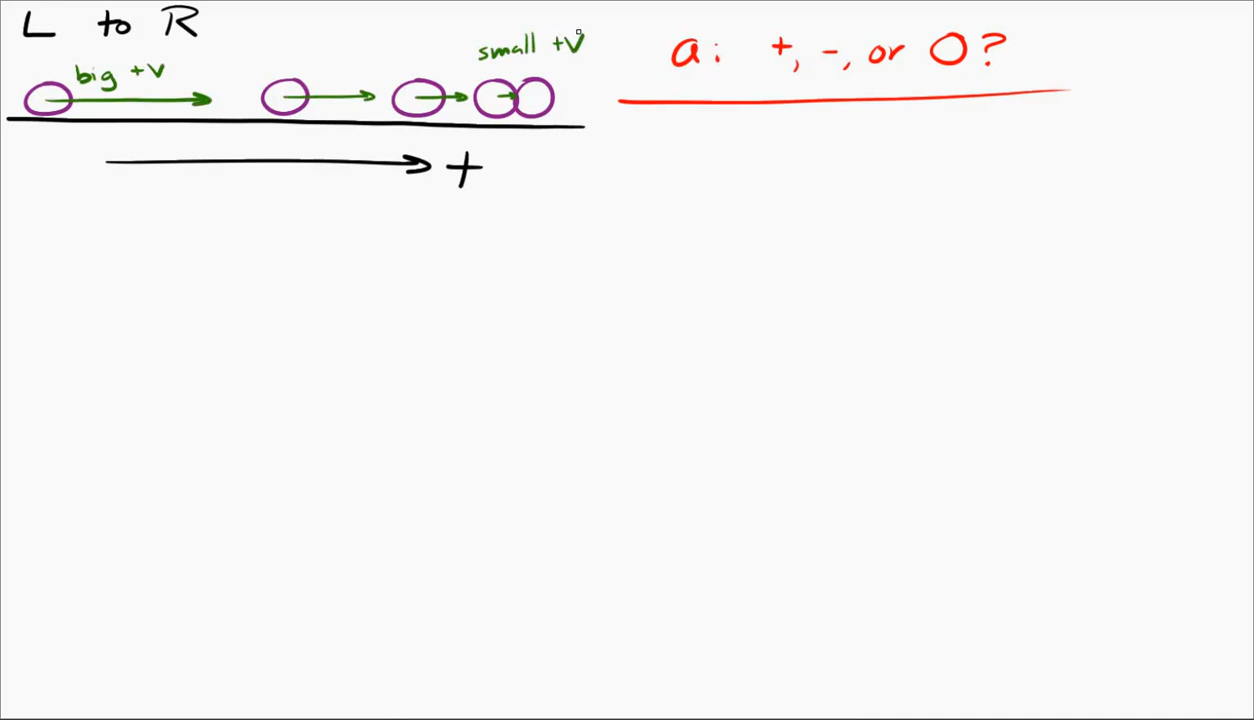 L to R
big +v
small +v
a: +, -, or 0?
+